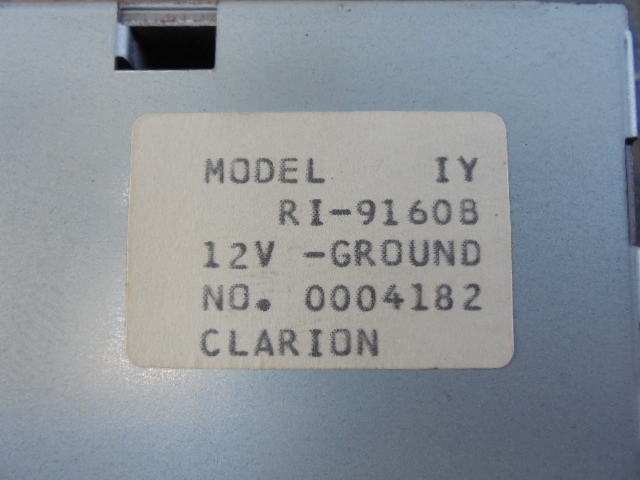 MODEL IY
RI-9160B
12V -GROUND
NO. 0004182
CLARION